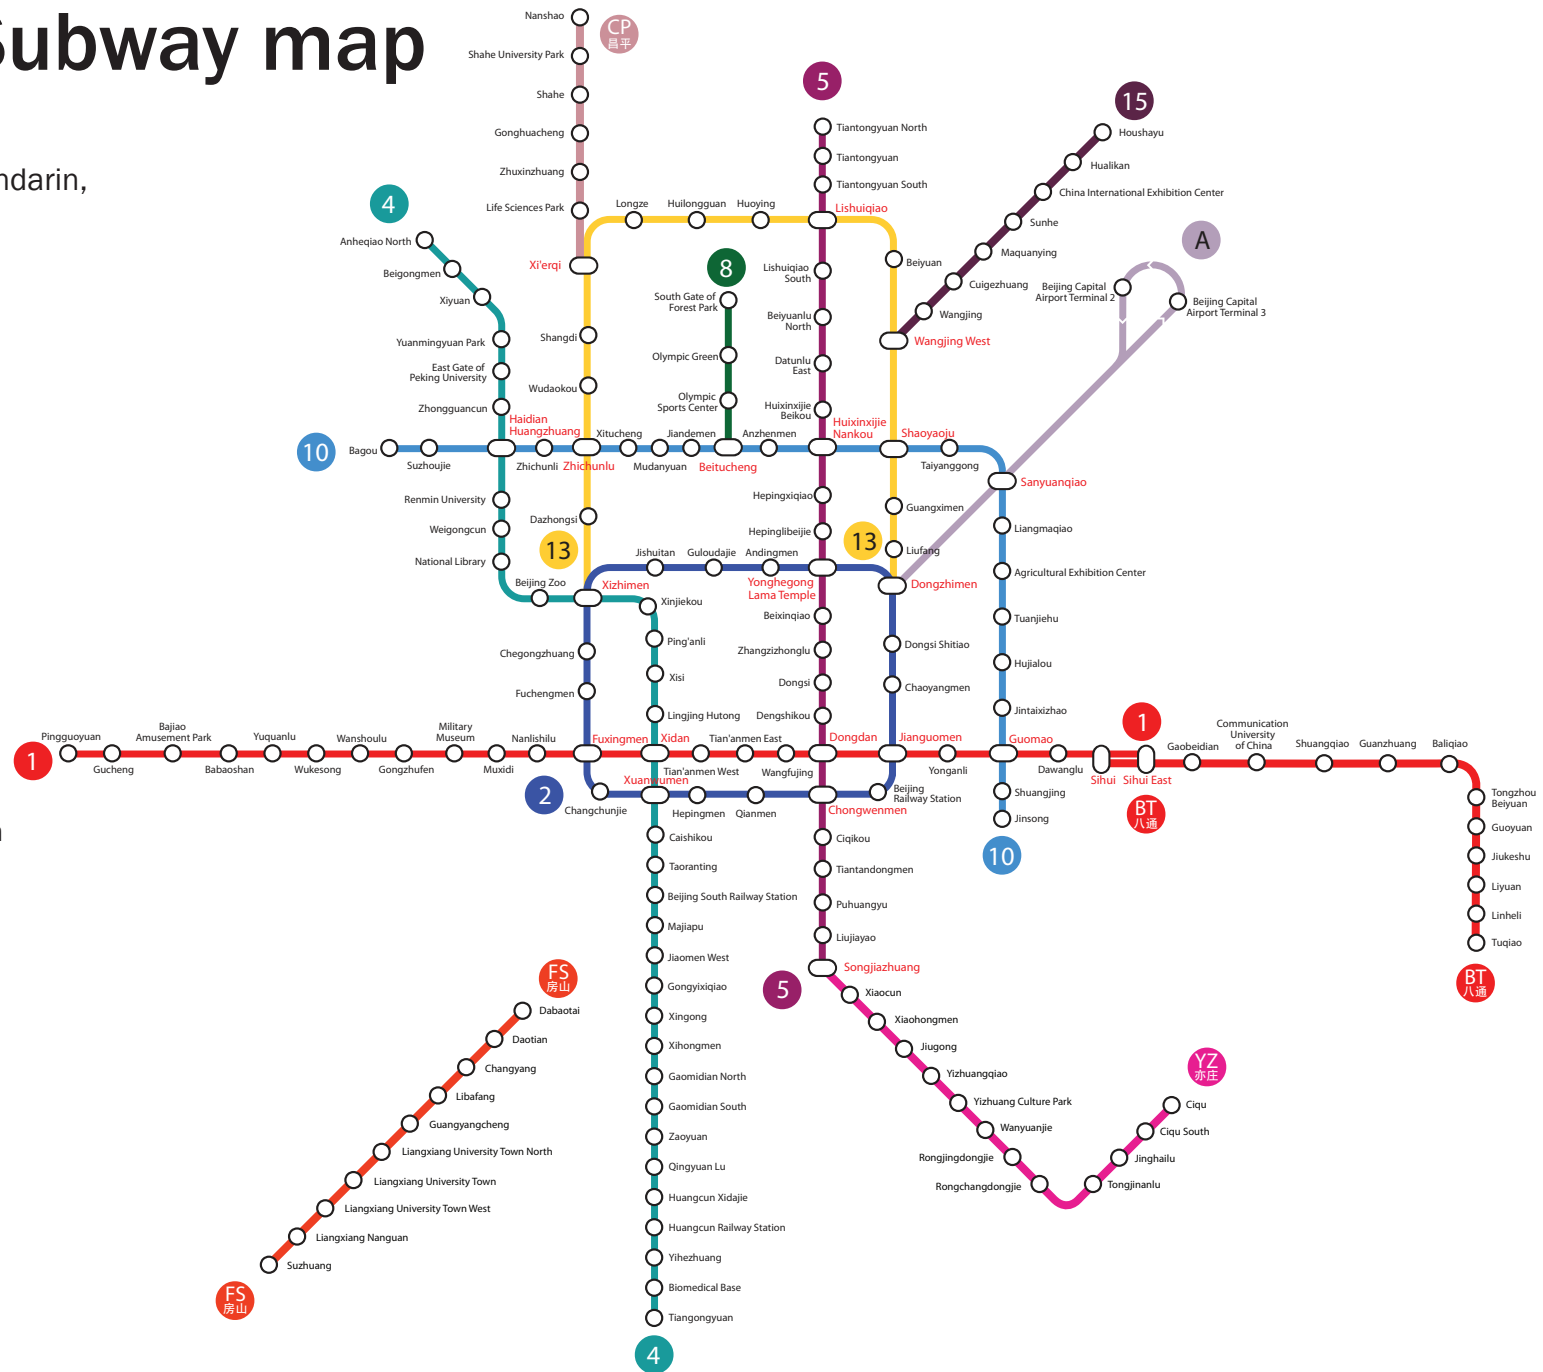 Subway map
ndarin,
n
Nanshao
CP
昌平
Shahe University Park
Shahe
Gonghuacheng
Zhuxinzhuang
Life Sciences Park
Xi'erqi
5
Tiantongyuan North
Tiantongyuan
Tiantongyuan South
Lishuiqiao
15
Houshayu
Hualikan
China International Exhibition Center
Sunhe
Maquanying
Cuigezhuang
Wangjing
Wangjing West
4
Anheqiao North
Beigongmen
Xiyuan
Yuanmingyuan Park
East Gate of
Peking University
Zhongguancun
Haidian
Huangzhuang
Longze
Huilongguan
Huoying
Beiyuan
A
Beijing Capital
Airport Terminal 2
Beijing Capital
Airport Terminal 3
8
South Gate of
Forest Park
Olympic Green
Olympic
Sports Center
Lishuiqiao
South
Beiyuanlu
North
Datunlu
East
Huixinxijie
Beikou
Huixinxijie
Nankou
Shangdi
Wudaokou
10
Bagou
Suzhoujie
Zhichunli
Zhichunlu
Xitucheng
Mudanyuan
Jiandemen
Beitucheng
Anzhenmen
Shaoyaoju
Taiyanggong
Sanyuanqiao
Renmin University
Weigongcun
National Library
Beijing Zoo
Dazhongsi
13
Xizhimen
Jishuitan
Guloudajie
Andingmen
Hepingxiqiao
Hepinglibeijie
Yonghegong
Lama Temple
13
Guangximen
Liufang
Dongzhimen
Liangmaqiao
Agricultural Exhibition Center
Tuanjiehu
Hujialou
Jintaixizhao
Xinjiekou
Ping'anli
Xisi
Lingjing Hutong
Chegongzhuang
Fuchengmen
Beixinqiao
Zhangzizhonglu
Dongsi
Dengshikou
Dongsi Shitiao
Chaoyangmen
1
Pingguoyuan
Gucheng
Bajiao
Amusement Park
Babaoshan
Yuquanlu
Wukesong
Wanshoulu
Gongzhufen
Military
Museum
Muxidi
Nanlishilu
Fuxingmen
Xidan
Tian'anmen West
Tian'anmen East
Wangfujing
Dongdan
Jianguomen
Yonganli
Guomao
Dawanglu
1
Sihui
Sihui East
BT
八通
Gaobeidian
Communication
University
of China
Shuangqiao
Guanzhuang
Baliqiao
Tongzhou
Beiyuan
Guoyuan
Jiukeshu
Liyuan
Linheli
Tuqiao
BT
八通
2
Changchunjie
Xuanwumen
Hepingmen
Qianmen
Chongwenmen
Beijing
Railway Station
Shuangjing
Jinsong
10
Caishikou
Taoranting
Beijing South Railway Station
Majiapu
Jiaomen West
Gongyixiqiao
Xingong
Xihongmen
Gaomidian North
Gaomidian South
Zaoyuan
Qingyuan Lu
Huangcun Xidajie
Huangcun Railway Station
Yihezhuang
Biomedical Base
Tiangongyuan
4
Ciqikou
Tiantandongmen
Puhuangyu
Liujiayao
Songjiazhuang
5
Xiaocun
Xiaohongmen
Jiugong
Yizhuangqiao
Yizhuang Culture Park
Wanyuanjie
Rongjingdongjie
Rongchangdongjie
Tongjinanlu
Jinghailu
Ciqu South
Ciqu
YZ
亦庄
FS
房山
Dabaotai
Daotian
Changyang
Libafang
Guangyangcheng
Liangxiang University Town North
Liangxiang University Town
Liangxiang University Town West
Liangxiang Nanguan
Suzhuang
FS
房山